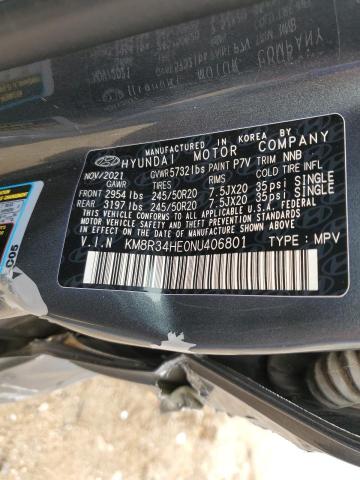 MANUFACTURED IN KOREA BY
HYUNDAI MOTOR COMPANY
NOV/2021 GVWR 5732 lbs PAINT P7V TRIM NNB
GAWR TIRES RIMS COLD TIRE INFL
FRONT 2954 lbs 245/50R20 7.5JX20 35psi SINGLE
REAR 3197 lbs 245/50R20 7.5JX20 35psi SINGLE
THIS VEHICLE CONFORMS TO ALL APPLICABLE U.S.A. FEDERAL
MOTOR VEHICLE SAFETY AND THEFT PREVENTION
STANDARDS IN EFFECT ON THE DATE OF MANUFACTURE SHOWN ABOVE.
V.I.N KM8R34HE0NU406801 TYPE : MPV
C05